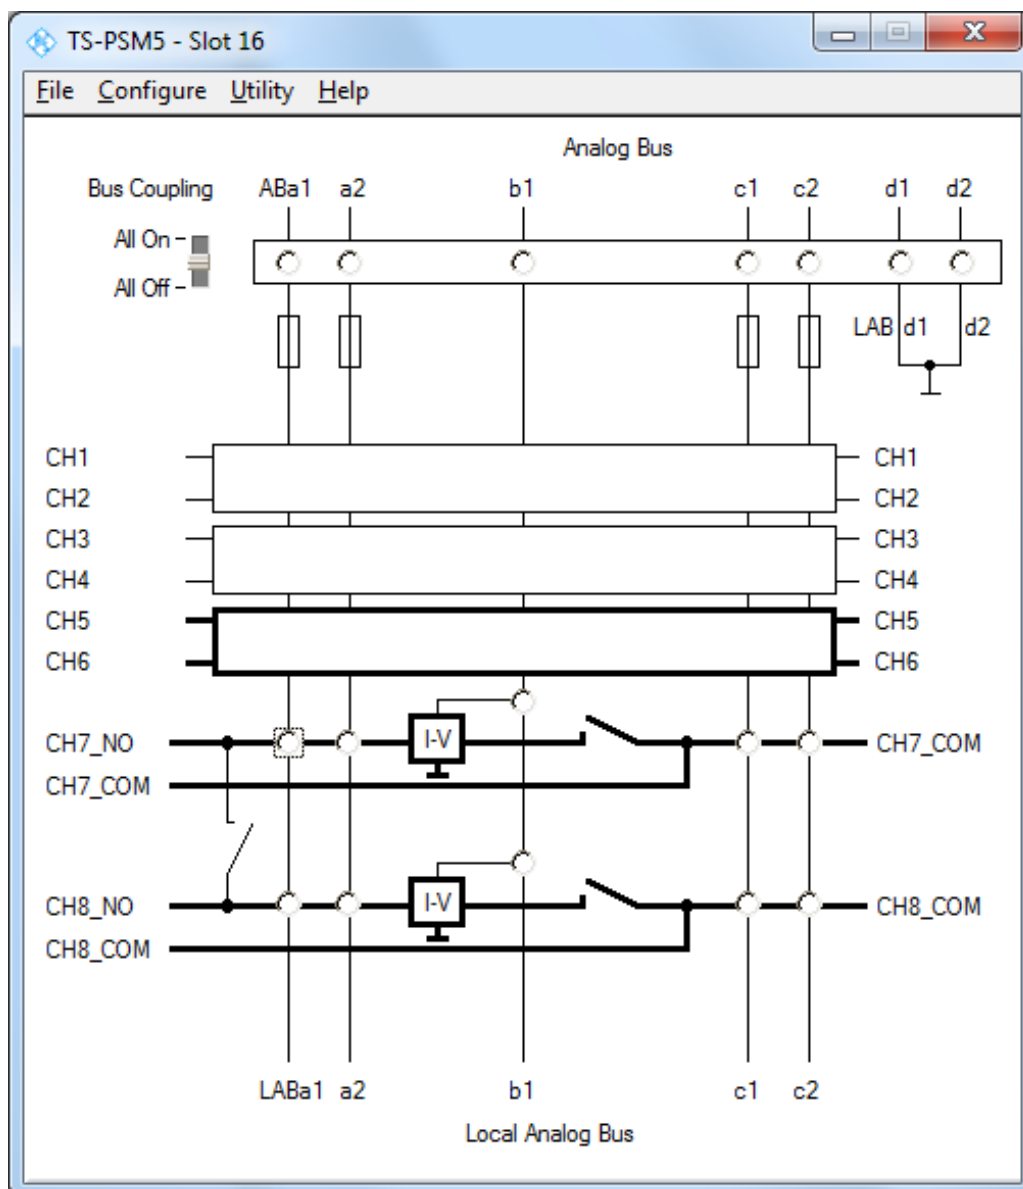 TS-PSM5 - Slot 16
File Configure Utility Help
Analog Bus
Bus Coupling ABa1 a2 b1 c1 c2 d1 d2
All On
All Off
LAB d1 d2
CH1 CH1
CH2 CH2
CH3 CH3
CH4 CH4
CH5 CH5
CH6 CH6
CH7_NO I-V CH7_COM
CH7_COM
CH8_NO I-V CH8_COM
CH8_COM
LABa1 a2 b1 c1 c2
Local Analog Bus